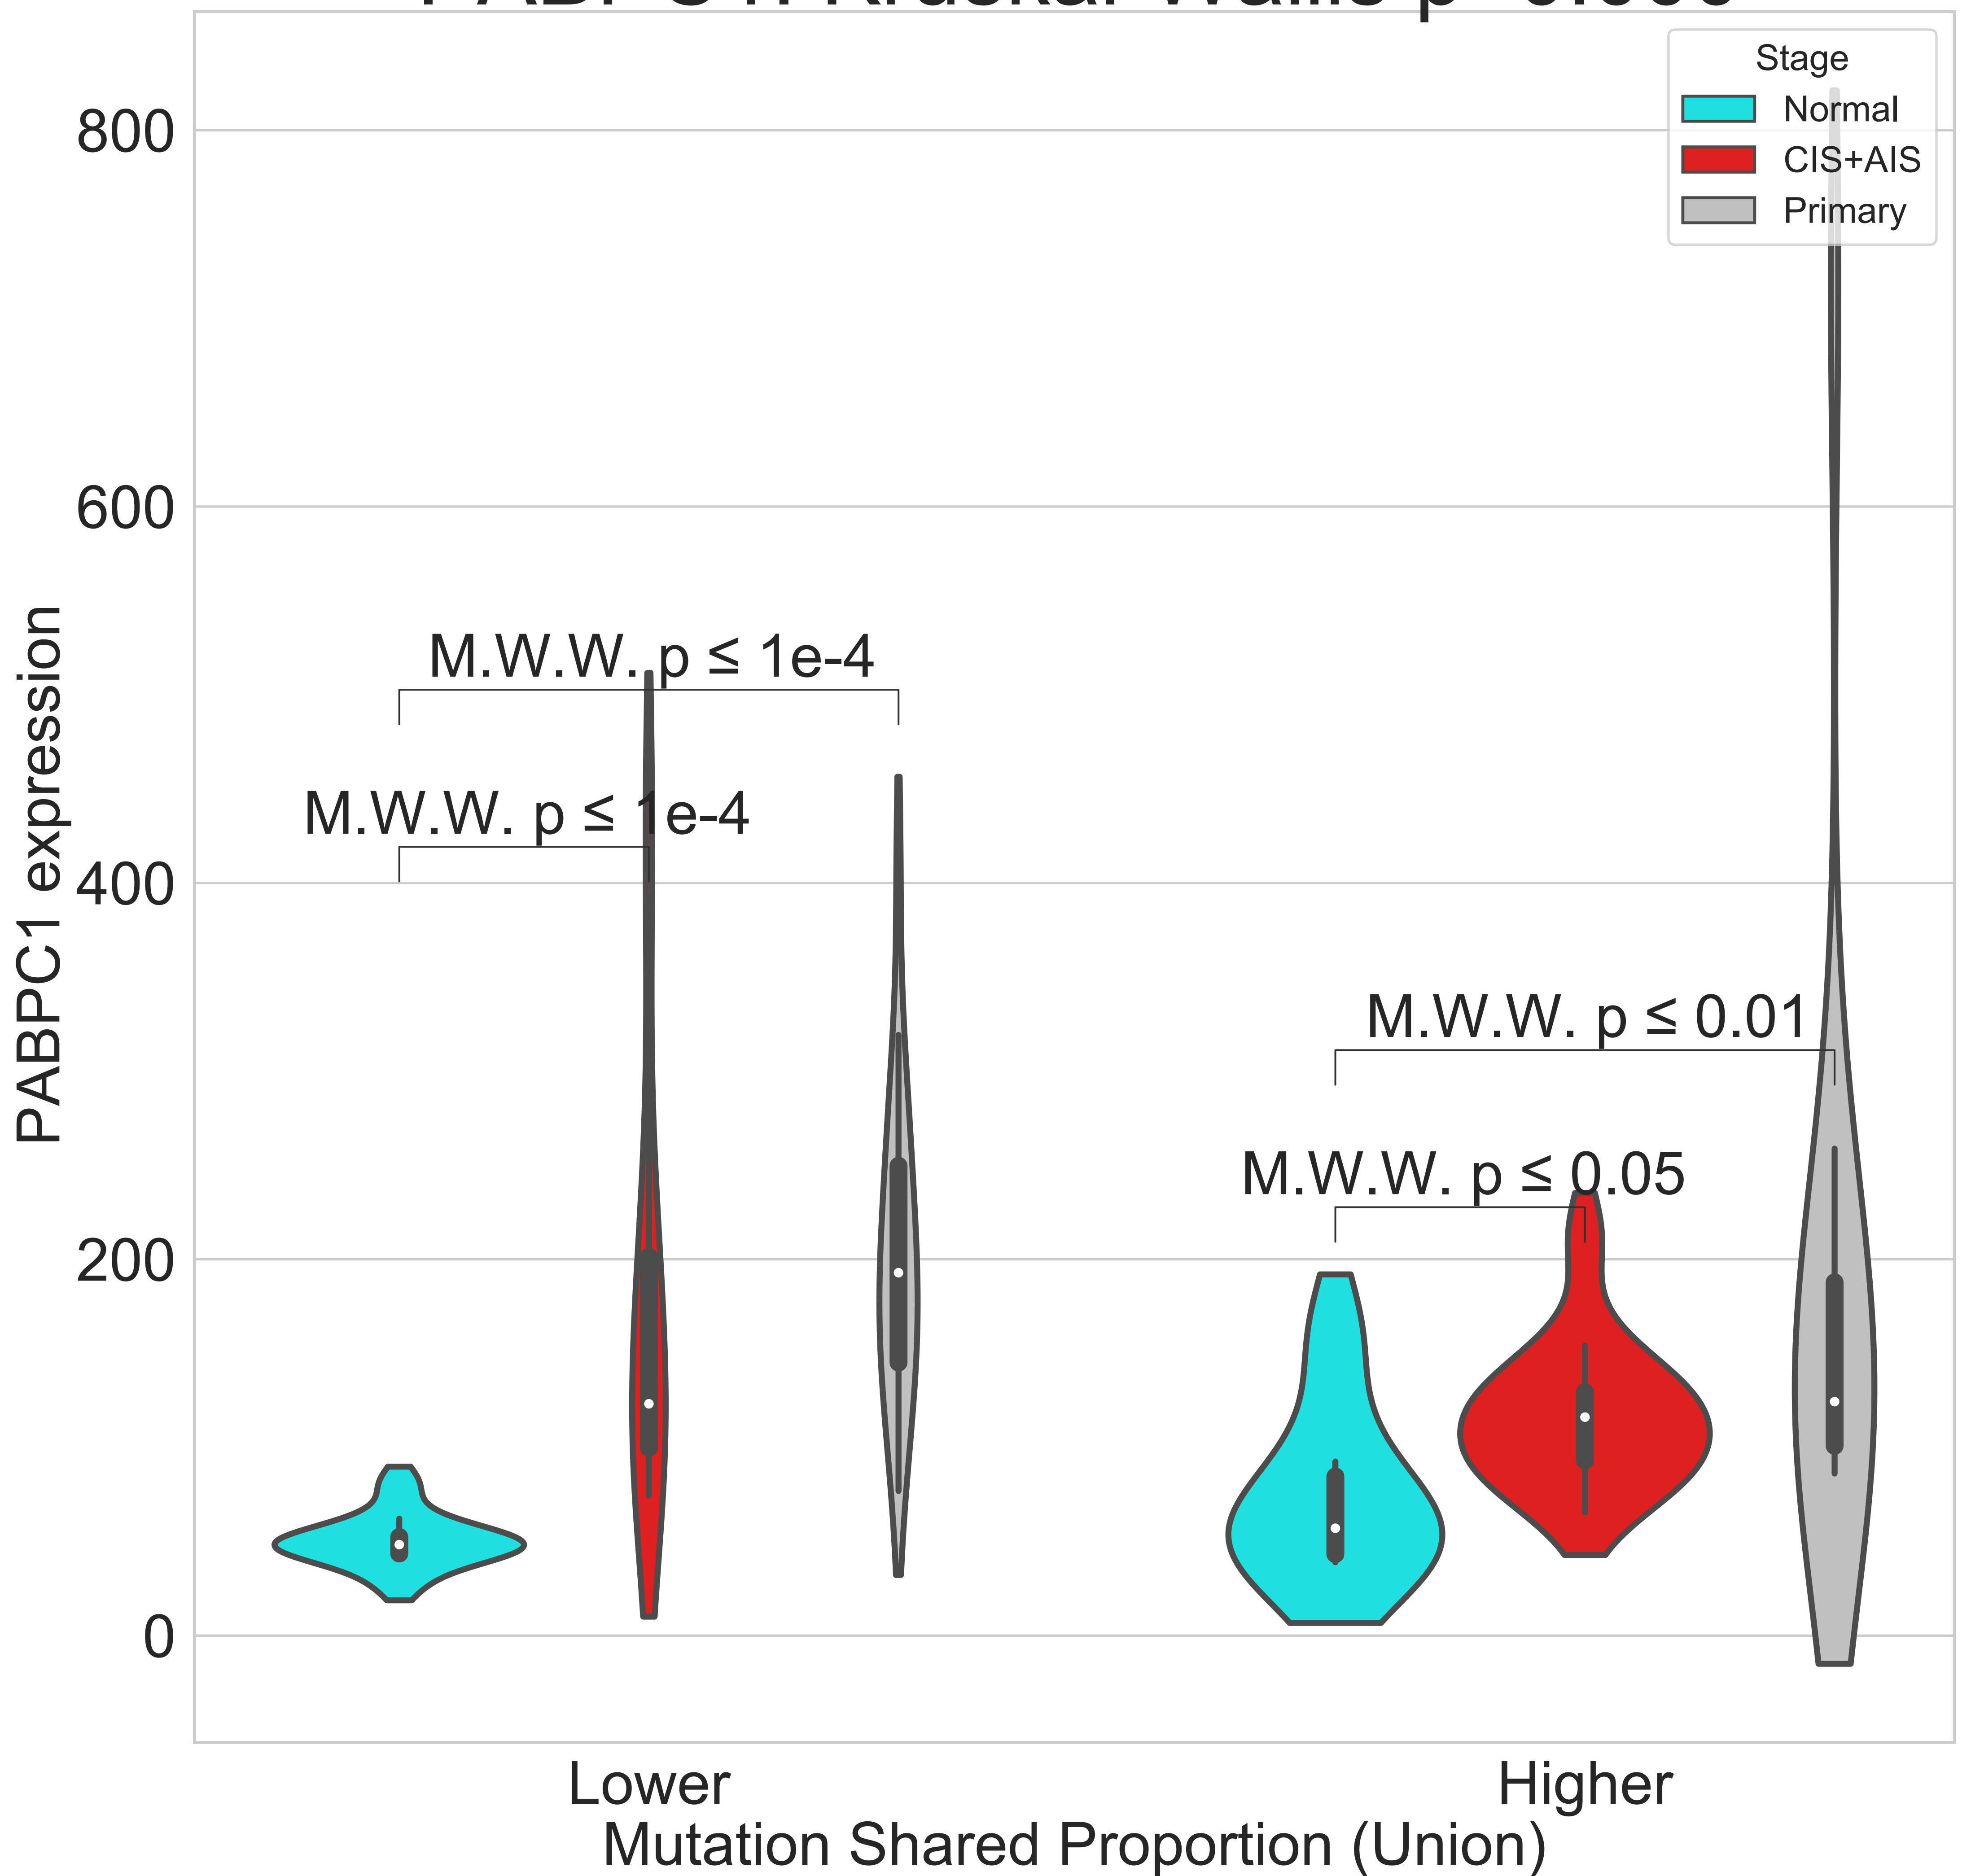 Stage
Normal
CIS+AIS
Primary
800
600
400
200
0
PABPC1 expression
M.W.W. p ≤ 1e-4
M.W.W. p ≤ 1e-4
M.W.W. p ≤ 0.01
M.W.W. p ≤ 0.05
Lower
Higher
Mutation Shared Proportion (Union)